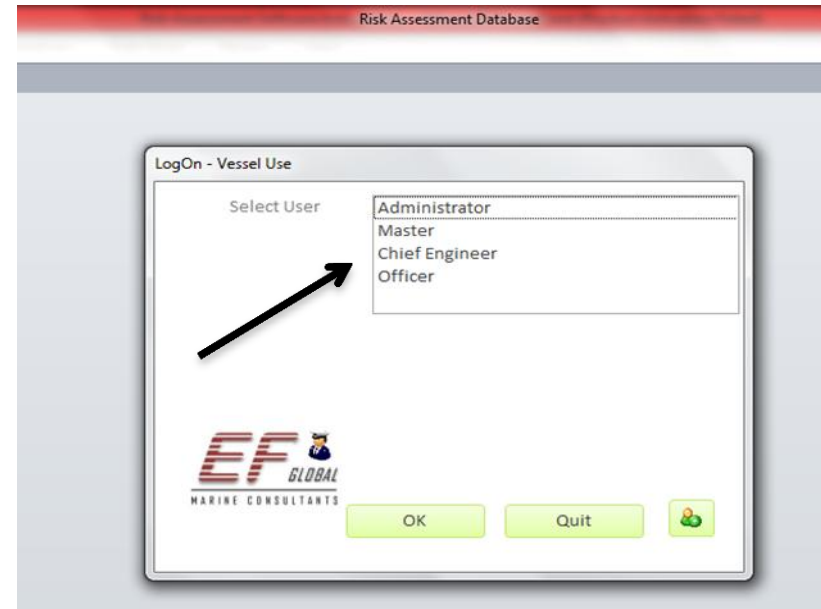 Risk Assessment Database
LogOn - Vessel Use
Select User
Administrator
Master
Chief Engineer
Officer
EF
GLOBAL
MARINE CONSULTANTS
OK
Quit